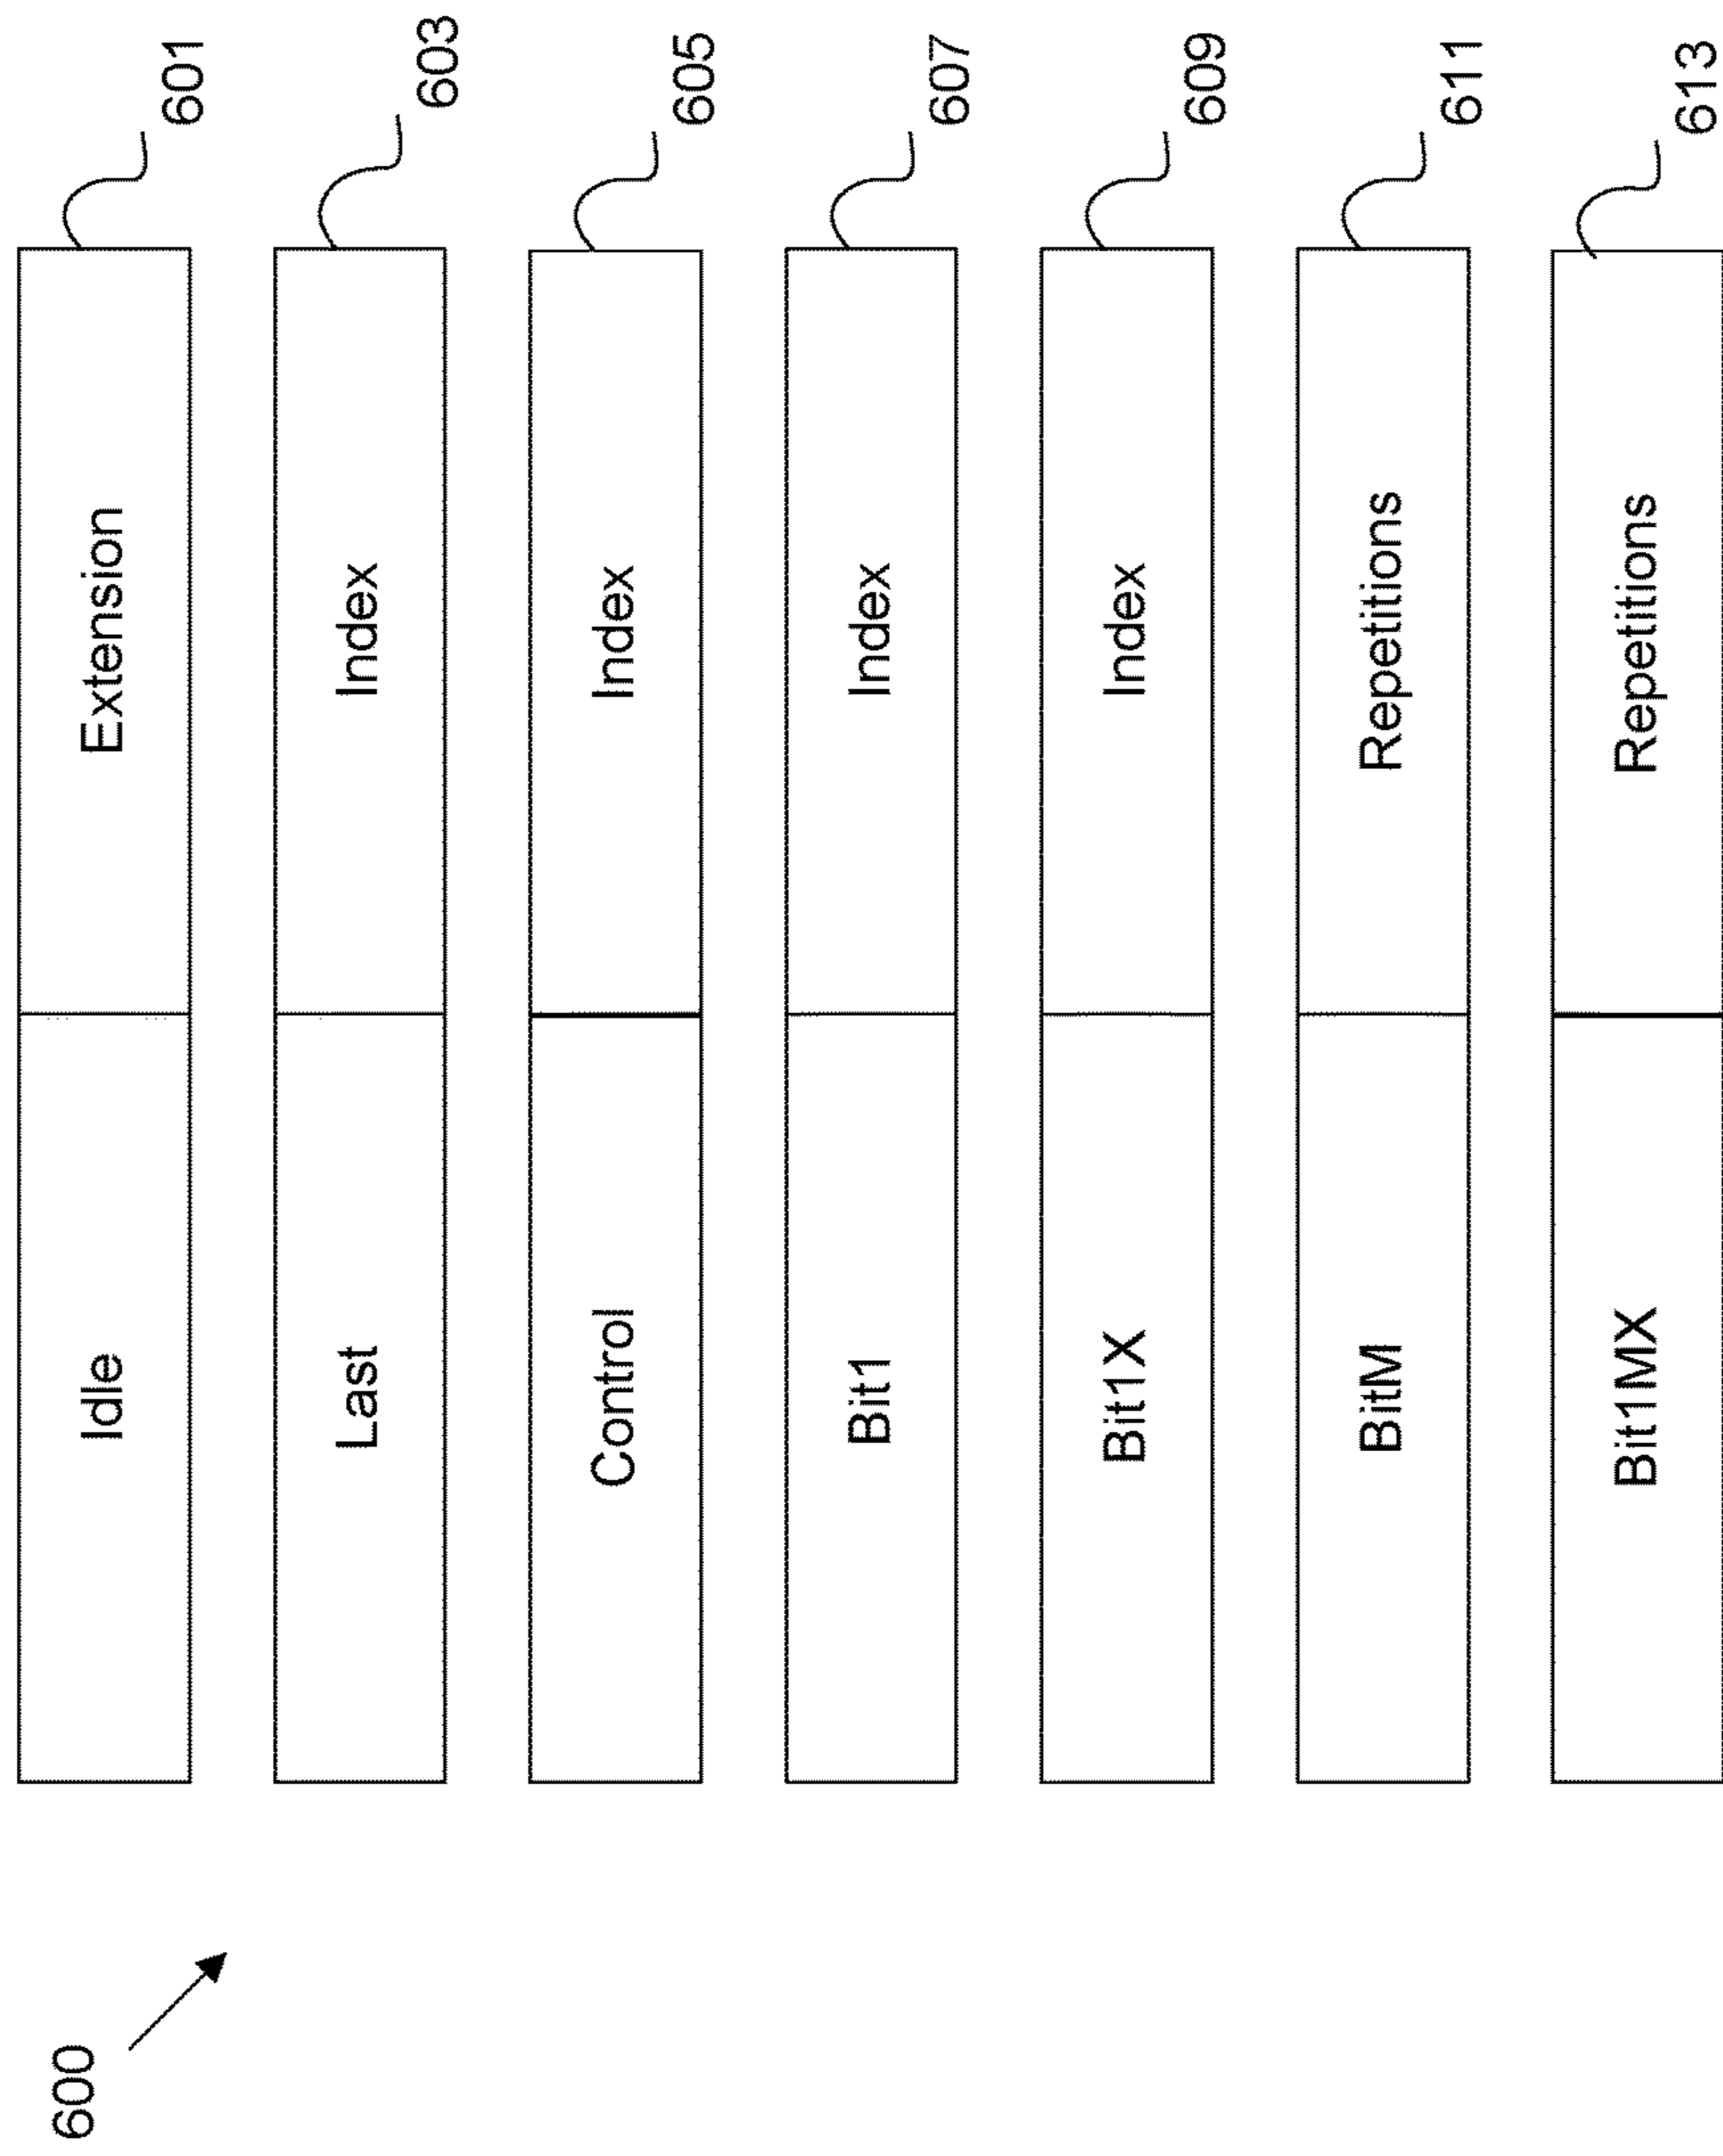 600
Idle Extension 601
Last Index 603
Control Index 605
Bit1 Index 607
Bit1X Index 609
BitM Repetitions 611
Bit1MX Repetitions 613